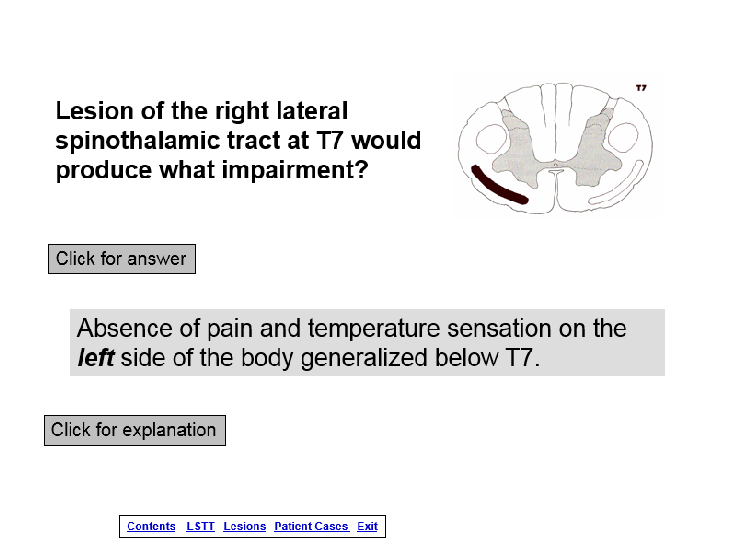 T7
Lesion of the right lateral
spinothalamic tract at T7 would
produce what impairment?
Click for answer
Absence of pain and temperature sensation on the
left side of the body generalized below T7.
Click for explanation
Contents LSTT Lesions Patient Cases Exit